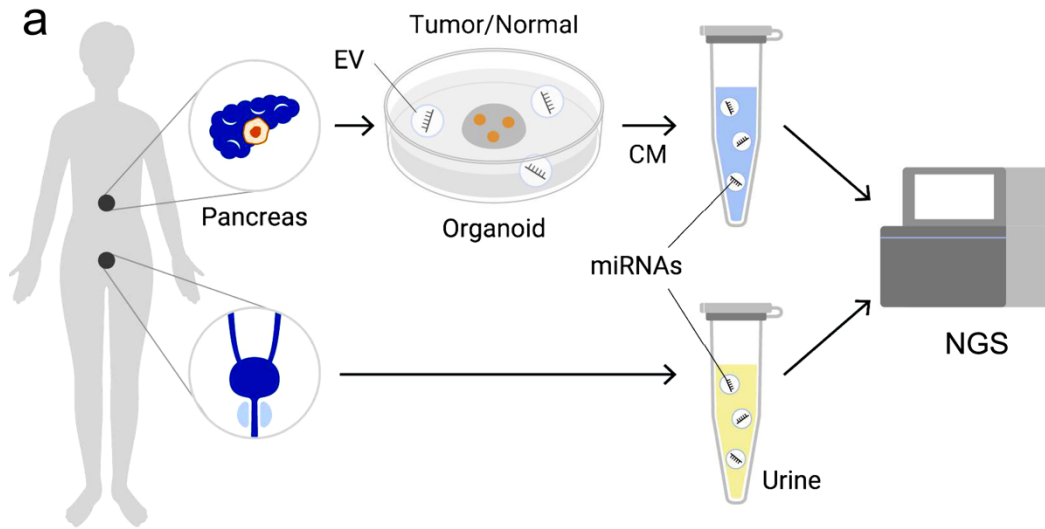 a
Tumor/Normal
EV
CM
Pancreas
Organoid
miRNAs
NGS
Urine